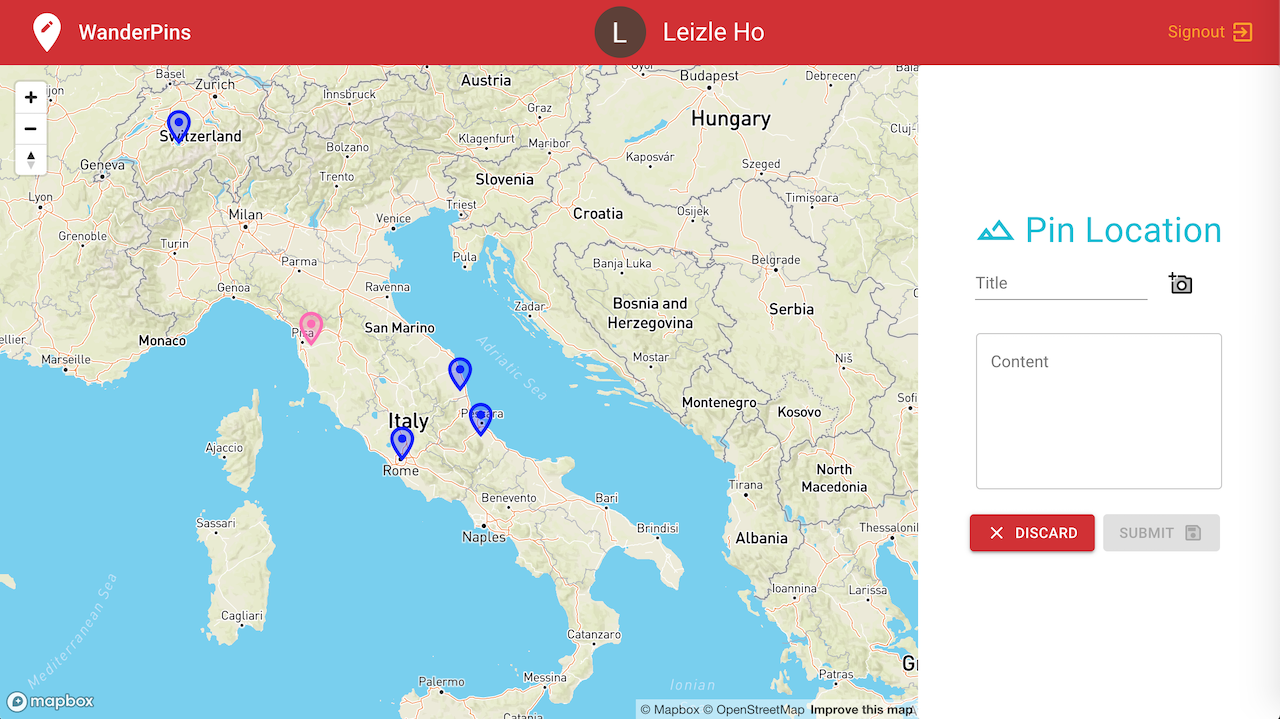 WanderPins
L
Leizle Ho
Signout
Basel
Zurich
Innsbruck
Austria
Budapest
Debrecen
Graz
Hungary
Cluj-
Switzerland
Klagenfurt
Maribor
Geneva
Bolzano
Kaposvár
Szeged
Trento
Slovenia
Lyon
Milan
Venice
Triest
Croatia
Osijek
Timișoara
Grenoble
Turin
Parma
Pula
Banja Luka
Belgrade
Genoa
Ravenna
Zadar
Bosnia and
Herzegovina
Serbia
Pisa
San Marino
Monaco
Marseille
Adriatic Sea
Mostar
Niš
Montenegro
Kosovo
Sofi
Italy
Pescara
Ajaccio
Rome
North
Macedonia
Tirana
Benevento
Bari
Sassari
Naples
Brindisi
Albania
Thessaloni
Ioannina
Larissa
Cagliari
Mediterranean Sea
Catanzaro
Messina
Palermo
Ionian
Patras
Catania
mapbox
© Mapbox © OpenStreetMap Improve this map
Pin Location
Title
Content
DISCARD
SUBMIT